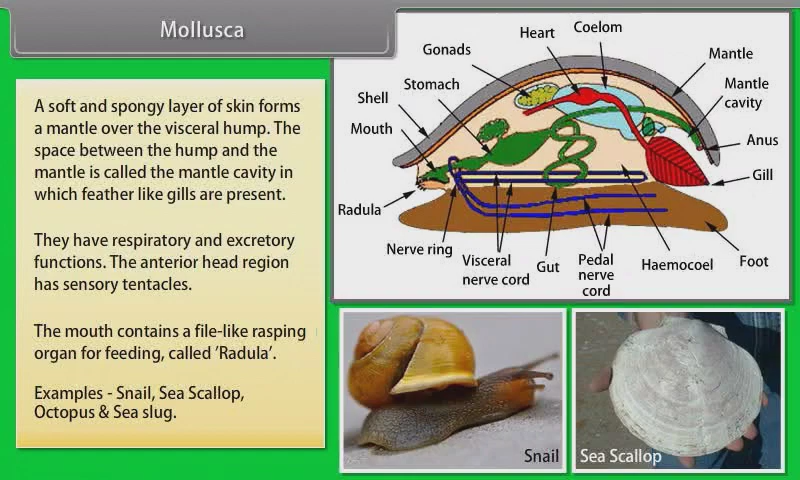 Mollusca
A soft and spongy layer of skin forms
a mantle over the visceral hump. The
space between the hump and the
mantle is called the mantle cavity in
which feather like gills are present.
They have respiratory and excretory
functions. The anterior head region
has sensory tentacles.
The mouth contains a file-like rasping
organ for feeding, called ‘Radula’.
Examples - Snail, Sea Scallop,
Octopus & Sea slug.
Coelom
Heart
Gonads
Mantle
Stomach
Mantle
cavity
Shell
Mouth
Anus
Gill
Radula
Nerve ring
Visceral
nerve cord
Gut
Pedal
nerve
cord
Haemocoel
Foot
Snail
Sea Scallop